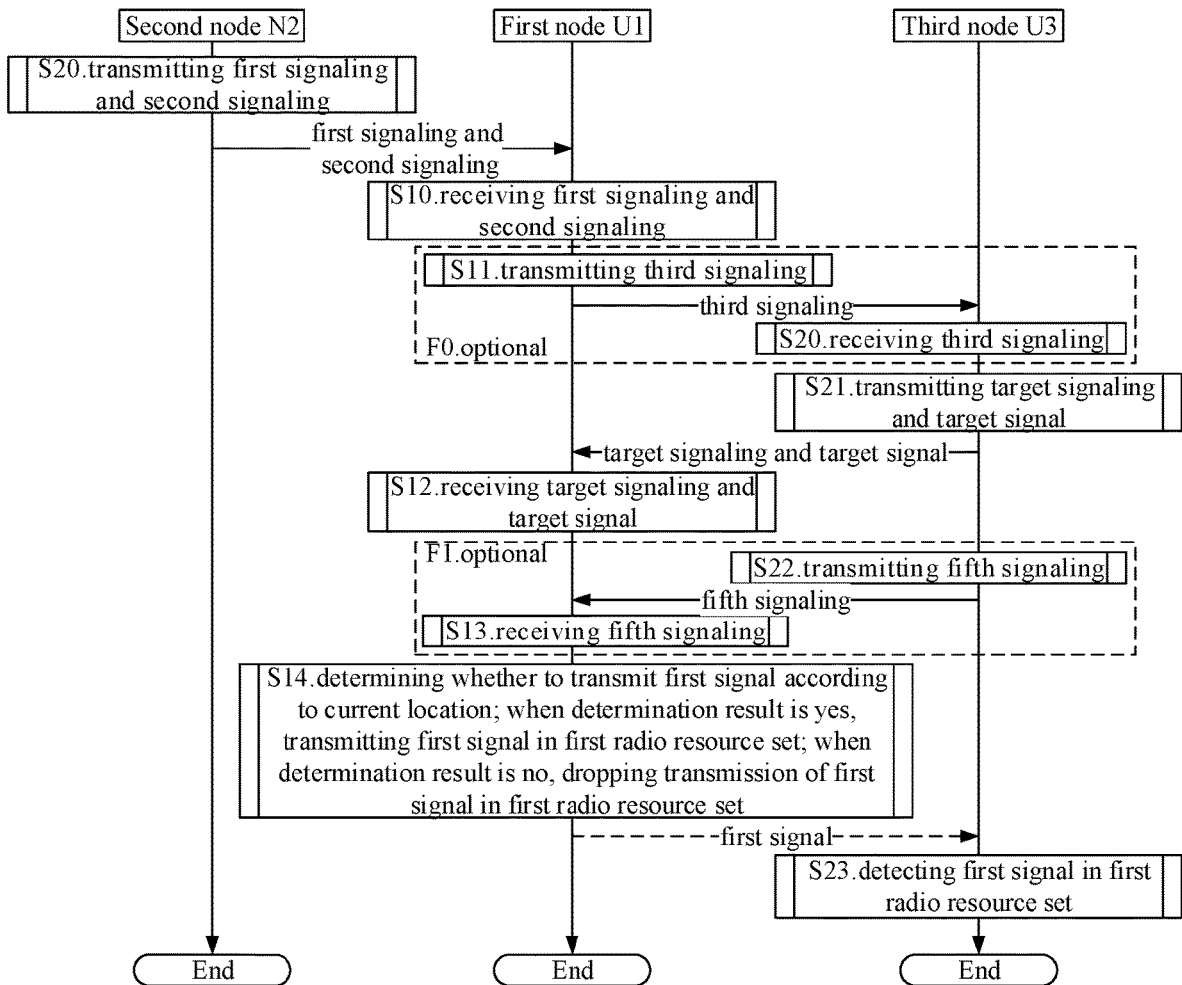 Second node N2
First node U1
Third node U3
S20.transmitting first signaling
and second signaling
first signaling and
second signaling
S10.receiving first signaling and
second signaling
S11.transmitting third signaling
third signaling
S20.receiving third signaling
F0.optional
S21.transmitting target signaling
and target signal
target signaling and target signal
S12.receiving target signaling and
target signal
F1.optional
S22.transmitting fifth signaling
fifth signaling
S13.receiving fifth signaling
S14.determining whether to transmit first signal according
to current location; when determination result is yes,
transmitting first signal in first radio resource set; when
determination result is no, dropping transmission of first
signal in first radio resource set
first signal
S23.detecting first signal in first
radio resource set
End
End
End